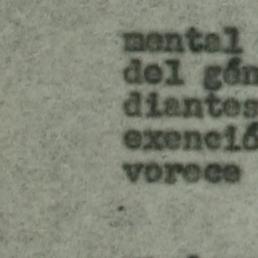 mental
del gén
diantes
exenció
vorece